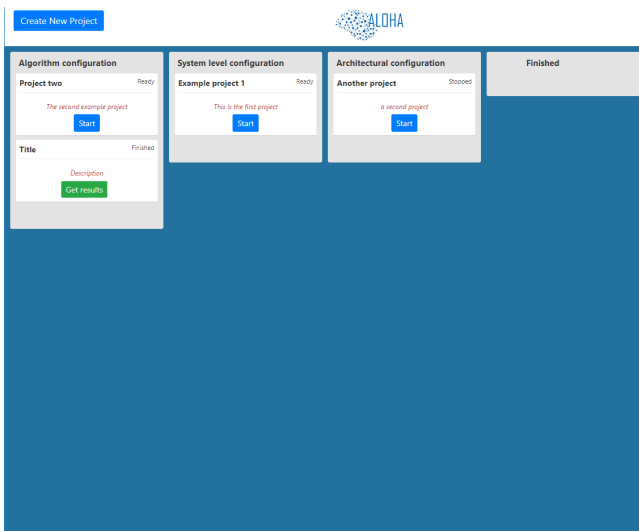 Create New Project
ALOHA
Algorithm configuration
Project two Ready
The second example project
Start
Title Finished
Description
Get results
System level configuration
Example project 1 Ready
This is the first project
Start
Architectural configuration
Another project Stopped
a second project
Start
Finished